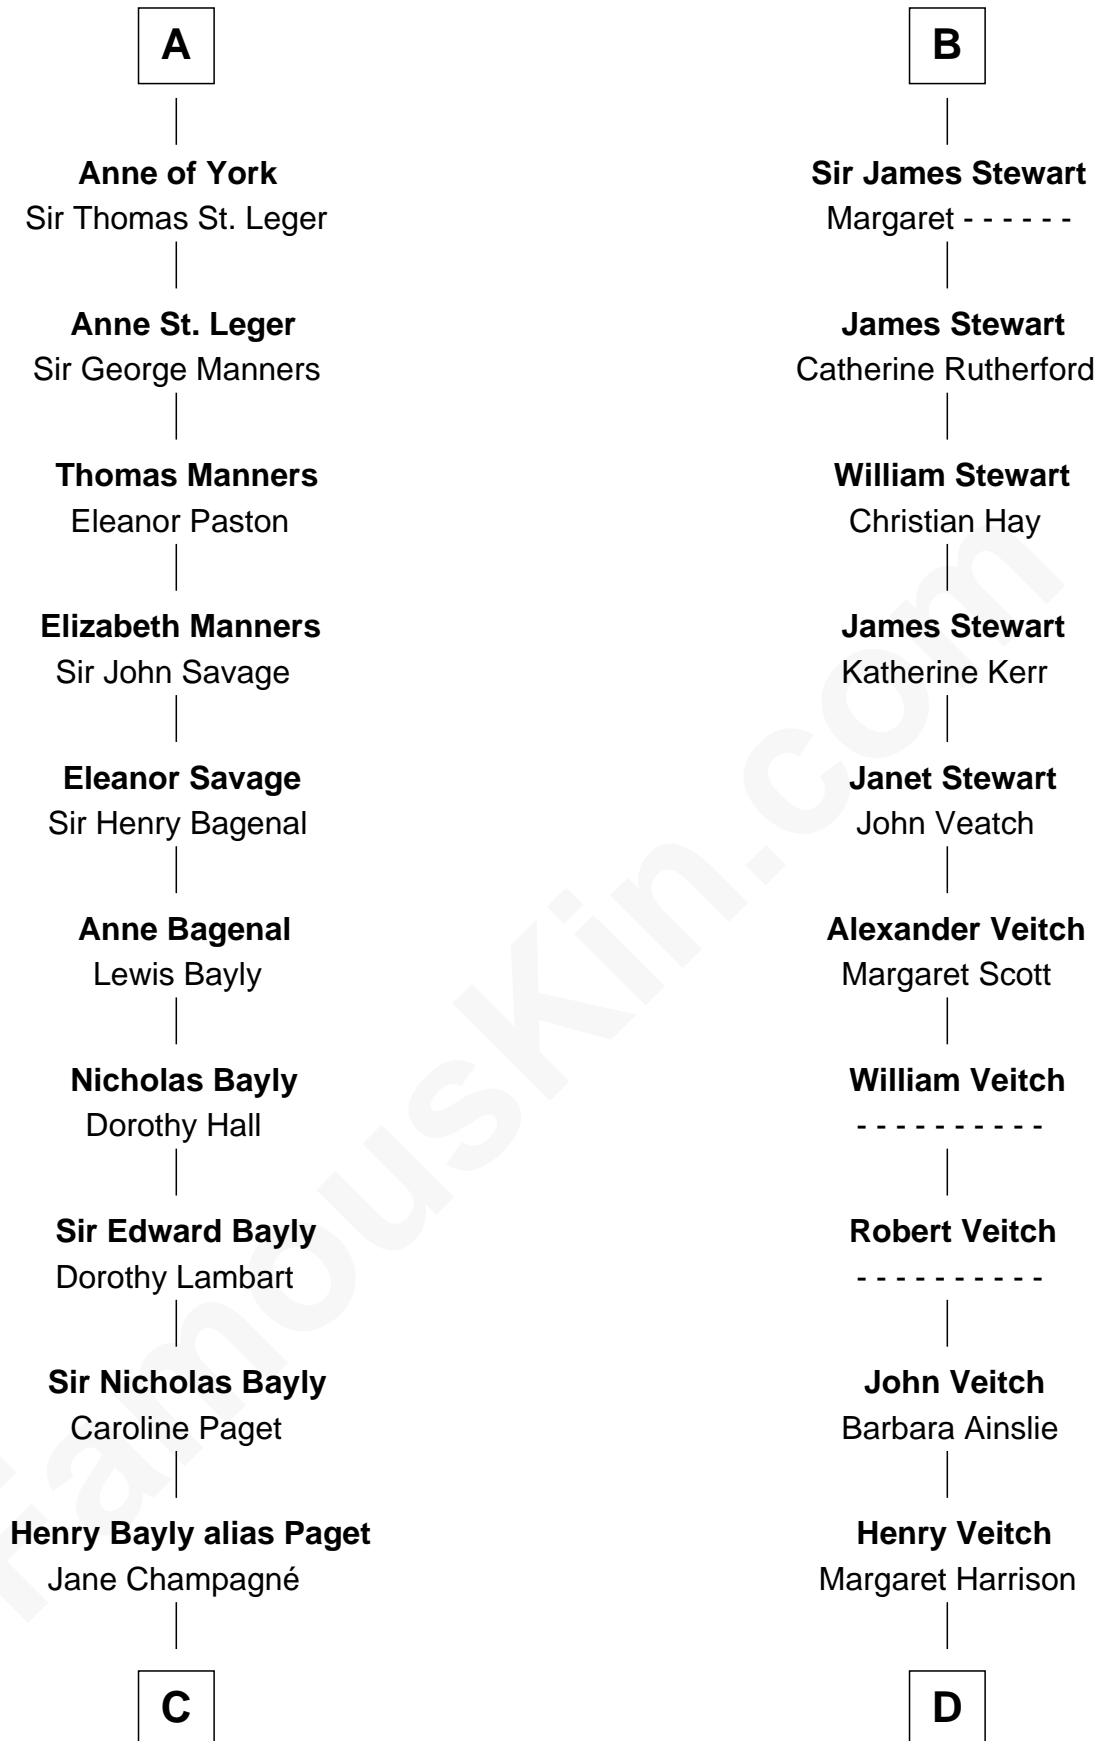 A
Anne of York
Sir Thomas St. Leger
Anne St. Leger
Sir George Manners
Thomas Manners
Eleanor Paston
Elizabeth Manners
Sir John Savage
Eleanor Savage
Sir Henry Bagenal
Anne Bagenal
Lewis Bayly
Nicholas Bayly
Dorothy Hall
Sir Edward Bayly
Dorothy Lambart
Sir Nicholas Bayly
Caroline Paget
Henry Bayly alias Paget
Jane Champagné
C
B
Sir James Stewart
Margaret - - - - - -
James Stewart
Catherine Rutherford
William Stewart
Christian Hay
James Stewart
Katherine Kerr
Janet Stewart
John Veatch
Alexander Veitch
Margaret Scott
William Veitch
- - - - - - - - - -
Robert Veitch
- - - - - - - - - -
John Veitch
Barbara Ainslie
Henry Veitch
Margaret Harrison
D
FamousKin.com